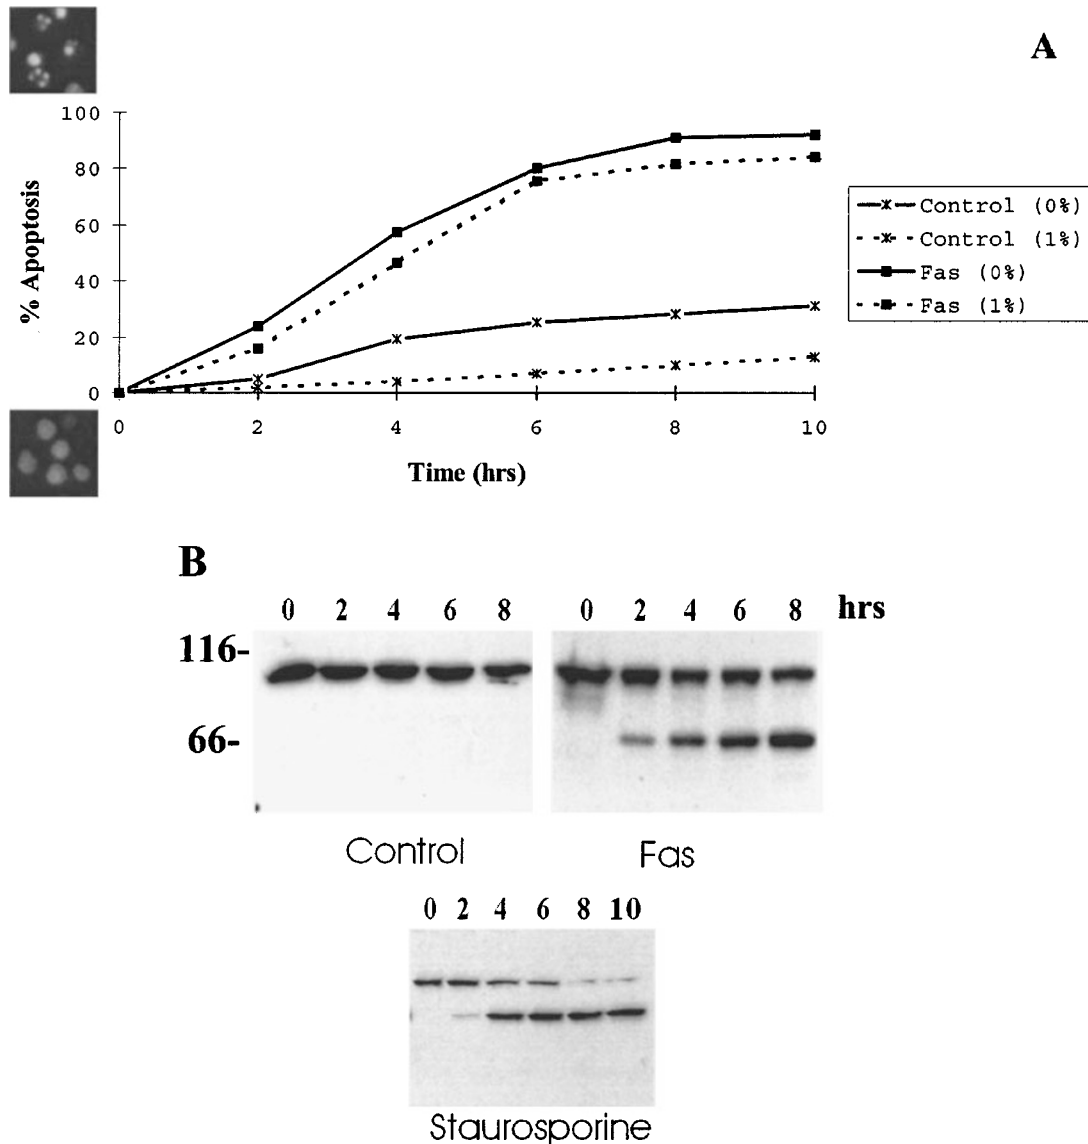 A
100
80
60
40
20
0
% Apoptosis
0 2 4 6 8 10
Time (hrs)
Control (0%)
Control (1%)
Fas (0%)
Fas (1%)
B
0 2 4 6 8 0 2 4 6 8 hrs
116-
66-
Control Fas
0 2 4 6 8 10
Staurosporine